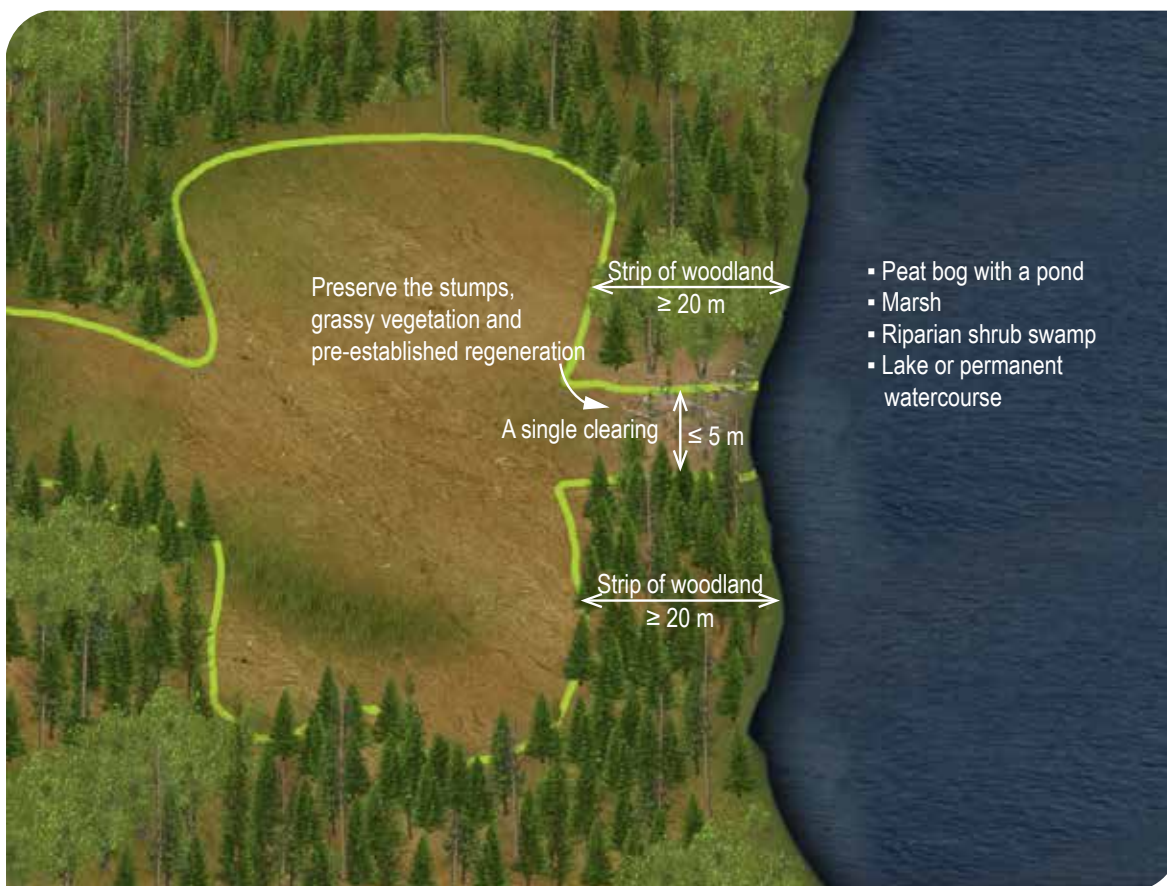 Preserve the stumps,
grassy vegetation and
pre-established regeneration
Strip of woodland
≥ 20 m
▪ Peat bog with a pond
▪ Marsh
▪ Riparian shrub swamp
▪ Lake or permanent
watercourse
A single clearing
≤ 5 m
Strip of woodland
≥ 20 m